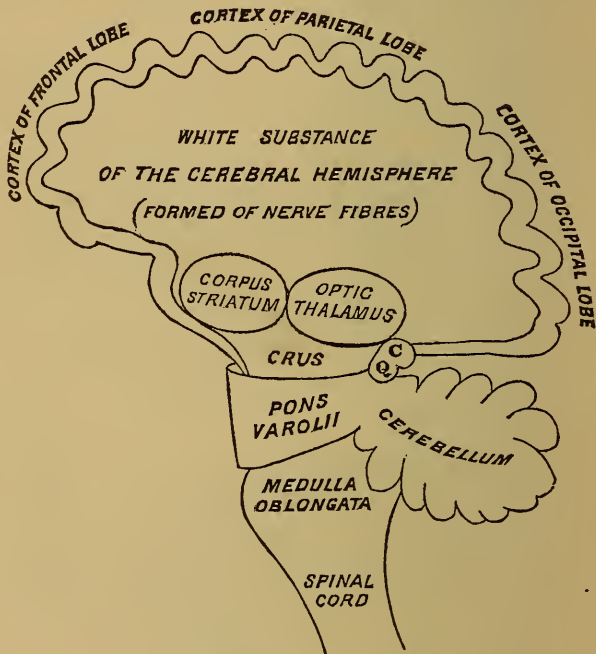 CORTEX OF PARIETAL LOBE
CORTEX OF FRONTAL LOBE
CORTEX OF OCCIPITAL LOBE
WHITE SUBSTANCE
OF THE CEREBRAL HEMISPHERE
(FORMED OF NERVE FIBRES)
CORPUS
STRIATUM
OPTIC
THALAMUS
CRUS
C
Q.
PONS
VAROLII
CEREBELLUM
MEDULLA
OBLONGATA
SPINAL
CORD